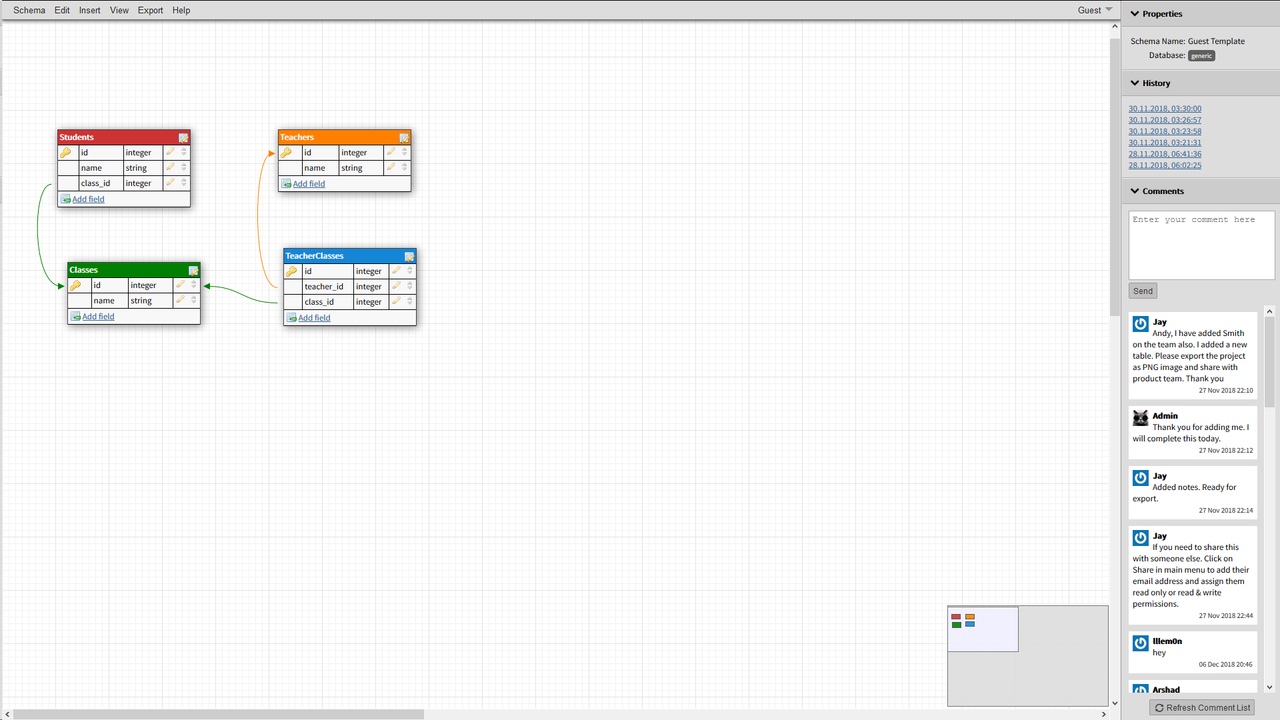 Schema Edit Insert View Export Help Guest
Properties
Schema Name: Guest Template
Database: generic
History
30.11.2018, 03:30:00
30.11.2018, 03:26:57
30.11.2018, 03:23:58
30.11.2018, 03:21:31
28.11.2018, 06:41:36
28.11.2018, 06:02:25
Students
id integer
name string
class_id integer
Add field
Teachers
id integer
name string
Add field
Classes
id integer
name string
Add field
TeacherClasses
id integer
teacher_id integer
class_id integer
Add field
Comments
Enter your comment here
Send
Jay
Andy, I have added Smith
on the team also. I added a new
table. Please export the project
as PNG image and share with
product team. Thank you
27 Nov 2018 22:10
Admin
Thank you for adding me. I
will complete this today.
27 Nov 2018 22:12
Jay
Added notes. Ready for
export.
27 Nov 2018 22:14
Jay
If you need to share this
with someone else. Click on
Share in main menu to add their
email address and assign them
read only or read & write
permissions.
27 Nov 2018 22:44
lllem0n
hey
06 Dec 2018 20:46
Arshad
Refresh Comment List